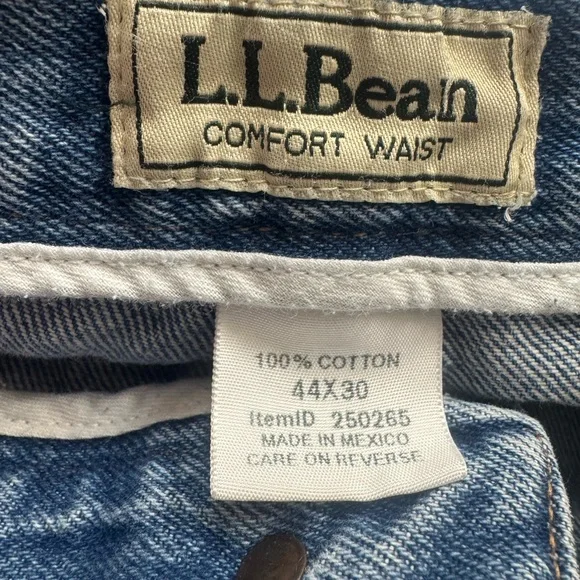 L.L.Bean
COMFORT WAIST
100% COTTON
44X30
ItemID 250265
MADE IN MEXICO
CARE ON REVERSE